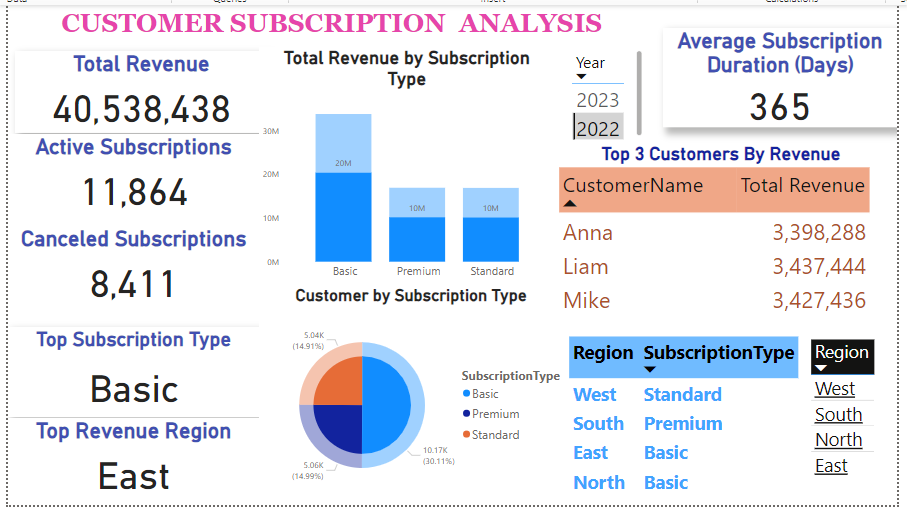 CUSTOMER SUBSCRIPTION ANALYSIS
Total Revenue
40,538,438
Active Subscriptions
11,864
Canceled Subscriptions
8,411
Top Subscription Type
Basic
Top Revenue Region
East
Total Revenue by Subscription
Type
30M
20M
10M
0M
20M
10M
10M
Basic
Premium
Standard
Customer by Subscription Type
5.04K
(14.91%)
10.17K
(30.11%)
5.06K
(14.99%)
SubscriptionType
Basic
Premium
Standard
Year
2023
2022
Average Subscription
Duration (Days)
365
Top 3 Customers By Revenue
CustomerName Total Revenue
Anna 3,398,288
Liam 3,437,444
Mike 3,427,436
Region SubscriptionType
West Standard
South Premium
East Basic
North Basic
Region
West
South
North
East